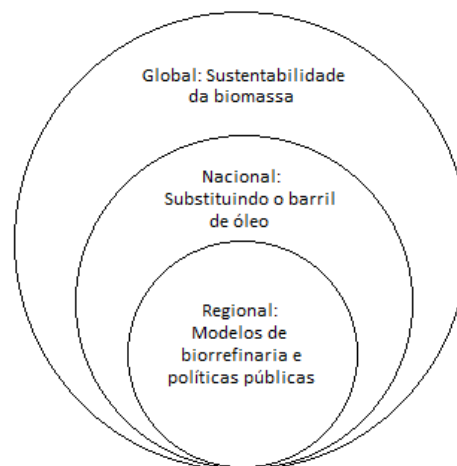 Global: Sustentabilidade
da biomassa
Nacional:
Substituindo o barril
de óleo
Regional:
Modelos de
biorrefinaria e
políticas públicas